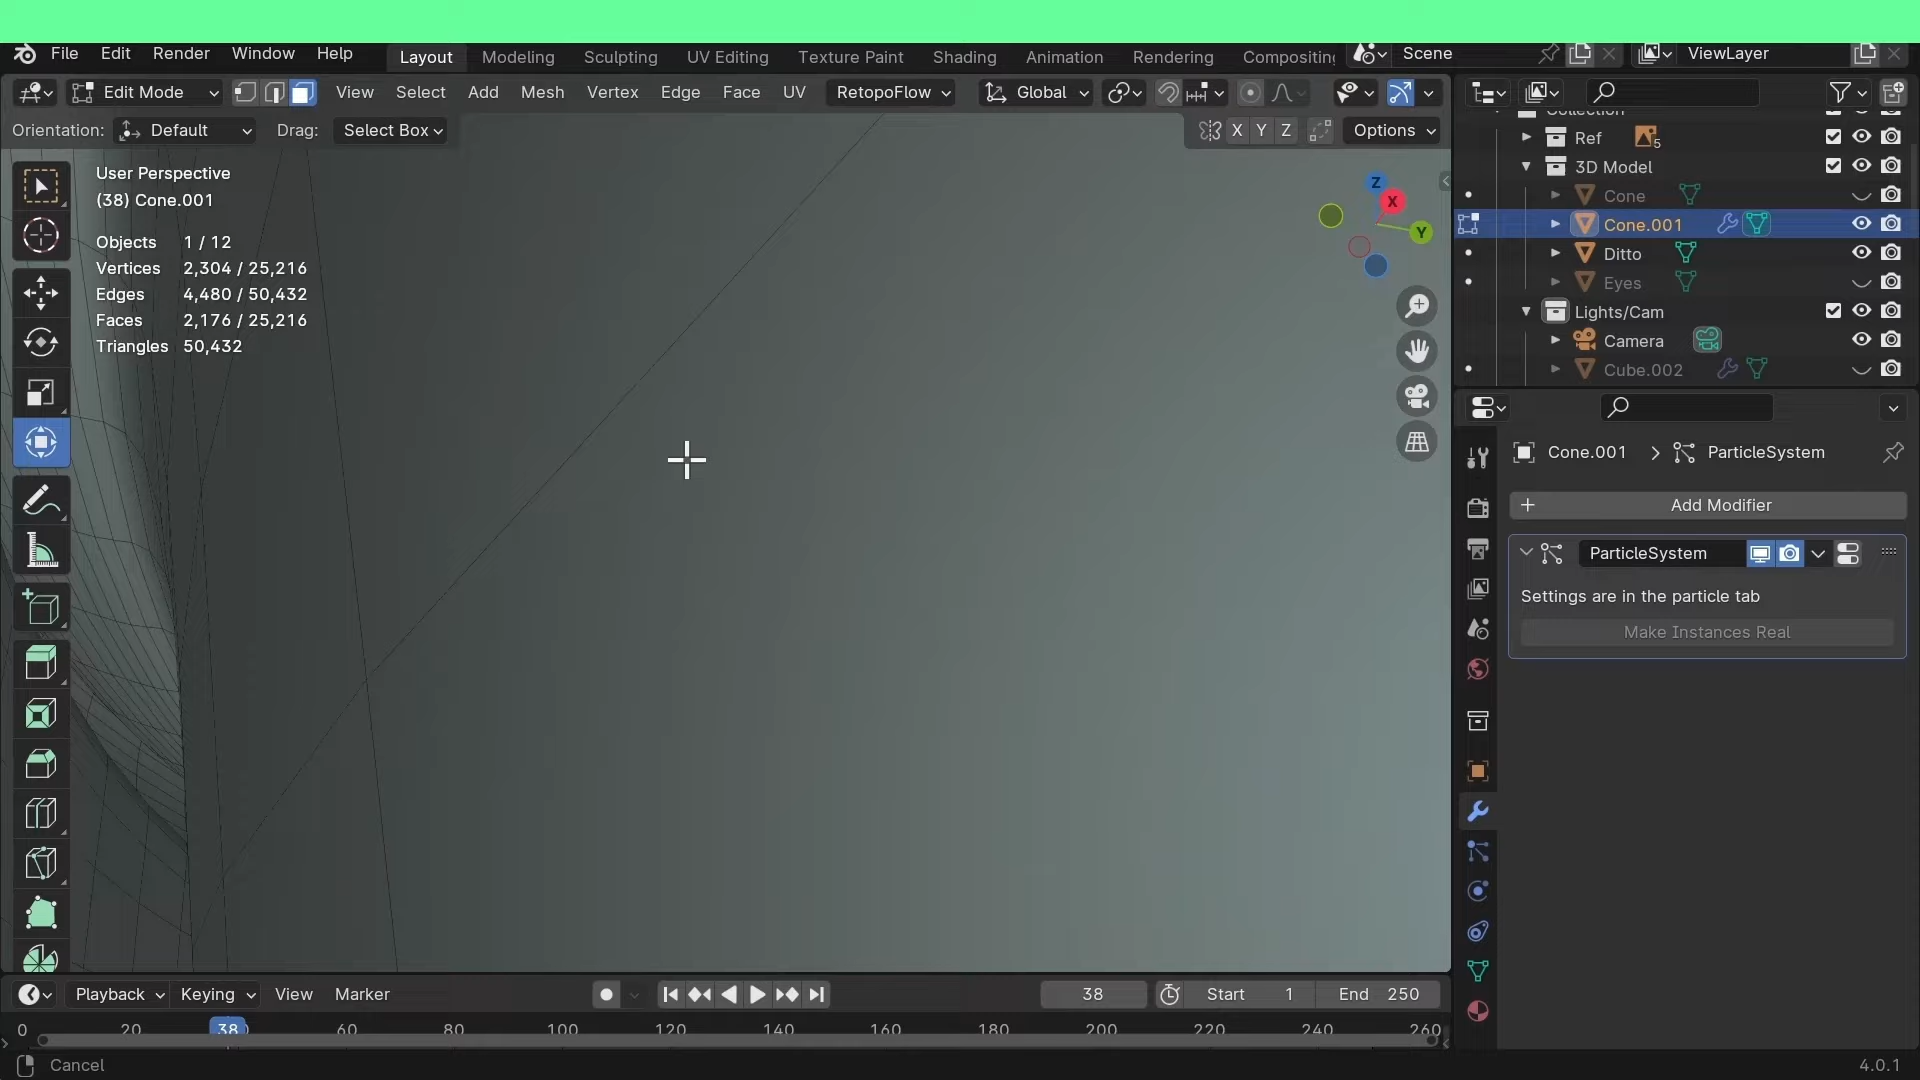 File Edit Render Window Help Layout Modeling Sculpting UV Editing Texture Paint Shading Animation Rendering Scene ViewLayer
Edit Mode View Select Add Mesh Vertex Edge Face UV RetopoFlow Global
Orientation: Default Drag: Select Box X Y Z Options
User Perspective
(38) Cone.001
Objects 1 / 12
Vertices 2,304 / 25,216
Edges 4,480 / 50,432
Faces 2,176 / 25,216
Triangles 50,432
Z
X
Y
Ref 5
3D Model
Cone
Cone.001
Ditto
Eyes
Lights/Cam
Camera
Cube.002
Cone.001 > ParticleSystem
+ Add Modifier
ParticleSystem
Settings are in the particle tab
Make Instances Real
Playback Keying View Marker 38 Start 1 End 250
0 20 38 60 80 100 120 140 160 180 200 220 240 260
Cancel 4.0.1